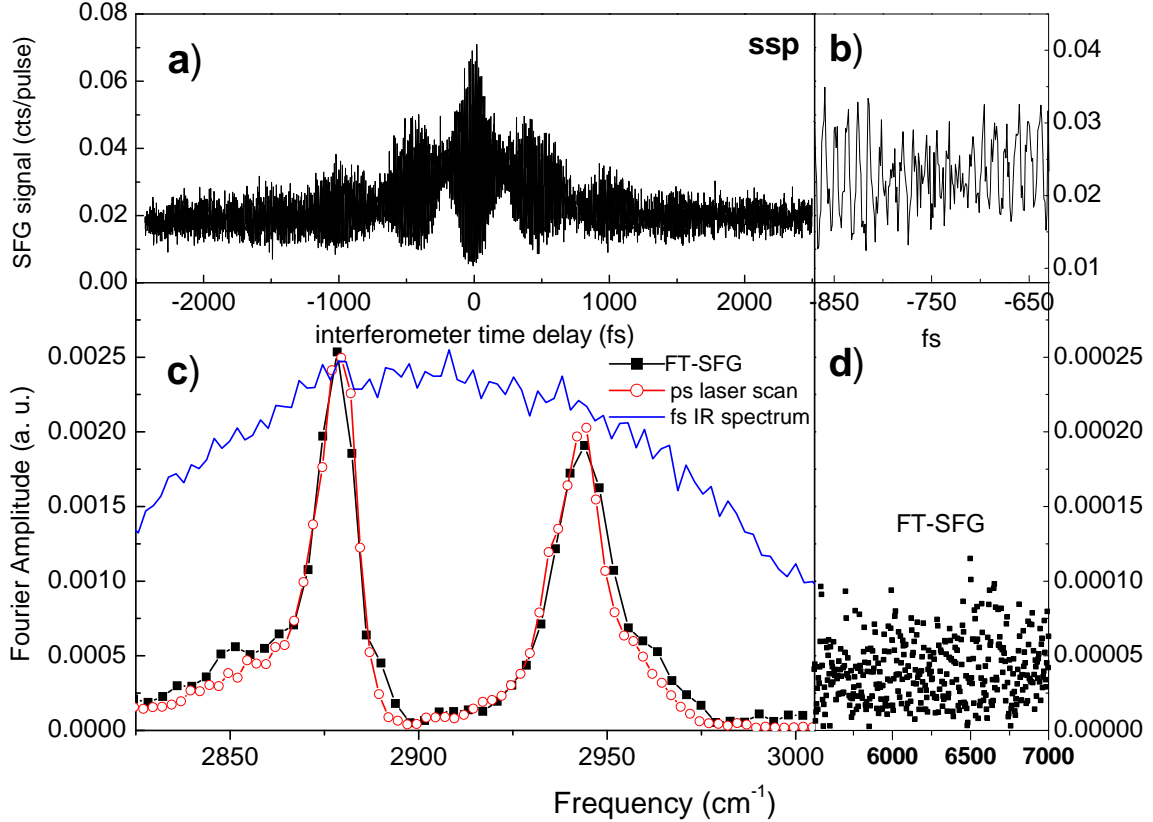 SFG signal (cts/pulse)
0.08
0.06
0.04
0.02
0.00
a)
ssp
b)
0.04
0.03
0.02
0.01
-2000
-1000
0
1000
2000
-850
-750
-650
interferometer time delay (fs)
fs
Fourier Amplitude (a. u.)
0.0025
0.0020
0.0015
0.0010
0.0005
0.0000
c)
FT-SFG
ps laser scan
fs IR spectrum
d)
FT-SFG
0.00025
0.00020
0.00015
0.00010
0.00005
0.00000
2850
2900
2950
3000
6000
6500
7000
Frequency (cm⁻¹)